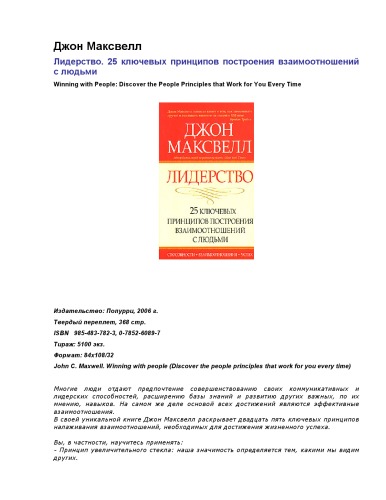 Джон Максвелл
Лидерство. 25 ключевых принципов построения взаимоотношений
с людьми
Winning with People: Discover the People Principles that Work for You Every Time
ДЖОН
МАКСВЕЛЛ
ЛИДЕРСТВО
25 КЛЮЧЕВЫХ
ПРИНЦИПОВ ПОСТРОЕНИЯ
ВЗАИМООТНОШЕНИЙ
С ЛЮДЬМИ
Издательство: Попурри, 2006 г.
Твердый переплет, 368 стр.
ISBN 985-483-782-3, 0-7852-6089-7
Тираж: 5100 экз.
Формат: 84x108/32
John C. Maxwell. Winning with people (Discover the people principles that work for you every time)
Многие люди отдают предпочтение совершенствованию своих коммуникативных и
лидерских способностей, расширению базы знаний и развитию других важных, по их
мнению, навыков. На самом же деле основой всех достижений являются эффективные
взаимоотношения.
В своей уникальной книге Джон Максвелл раскрывает двадцать пять ключевых принципов
налаживания взаимоотношений, необходимых для достижения жизненного успеха.
Вы, в частности, научитесь применять:
- Принцип увеличительного стекла: наша значимость определяется тем, какими мы видим
других.